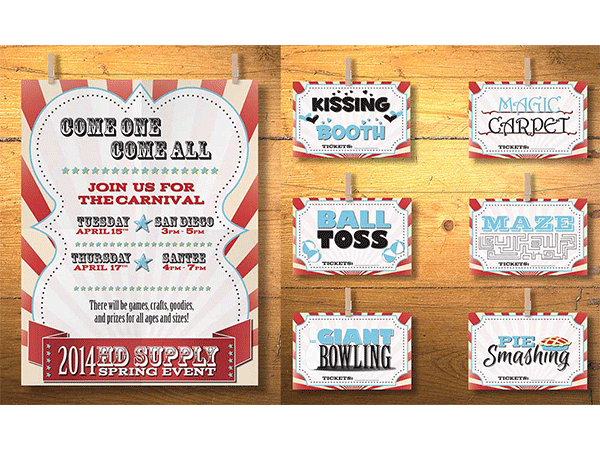 COME ONE
COME ALL
JOIN US FOR
THE CARNIVAL
TUESDAY ★ SAN DIEGO
APRIL 15TH 3PM - 5PM
THURSDAY ★ SANTEE
APRIL 17TH 4PM - 7PM
There will be games, crafts, goodies,
and prizes for all ages and sizes!
2014 HD SUPPLY
SPRING EVENT
KISSING
BOOTH
TICKETS:
MAGIC
CARPET
TICKETS:
BALL
TOSS
TICKETS:
MAZE
TICKETS:
GIANT
BOWLING
TICKETS:
PIE
Smashing
TICKETS: